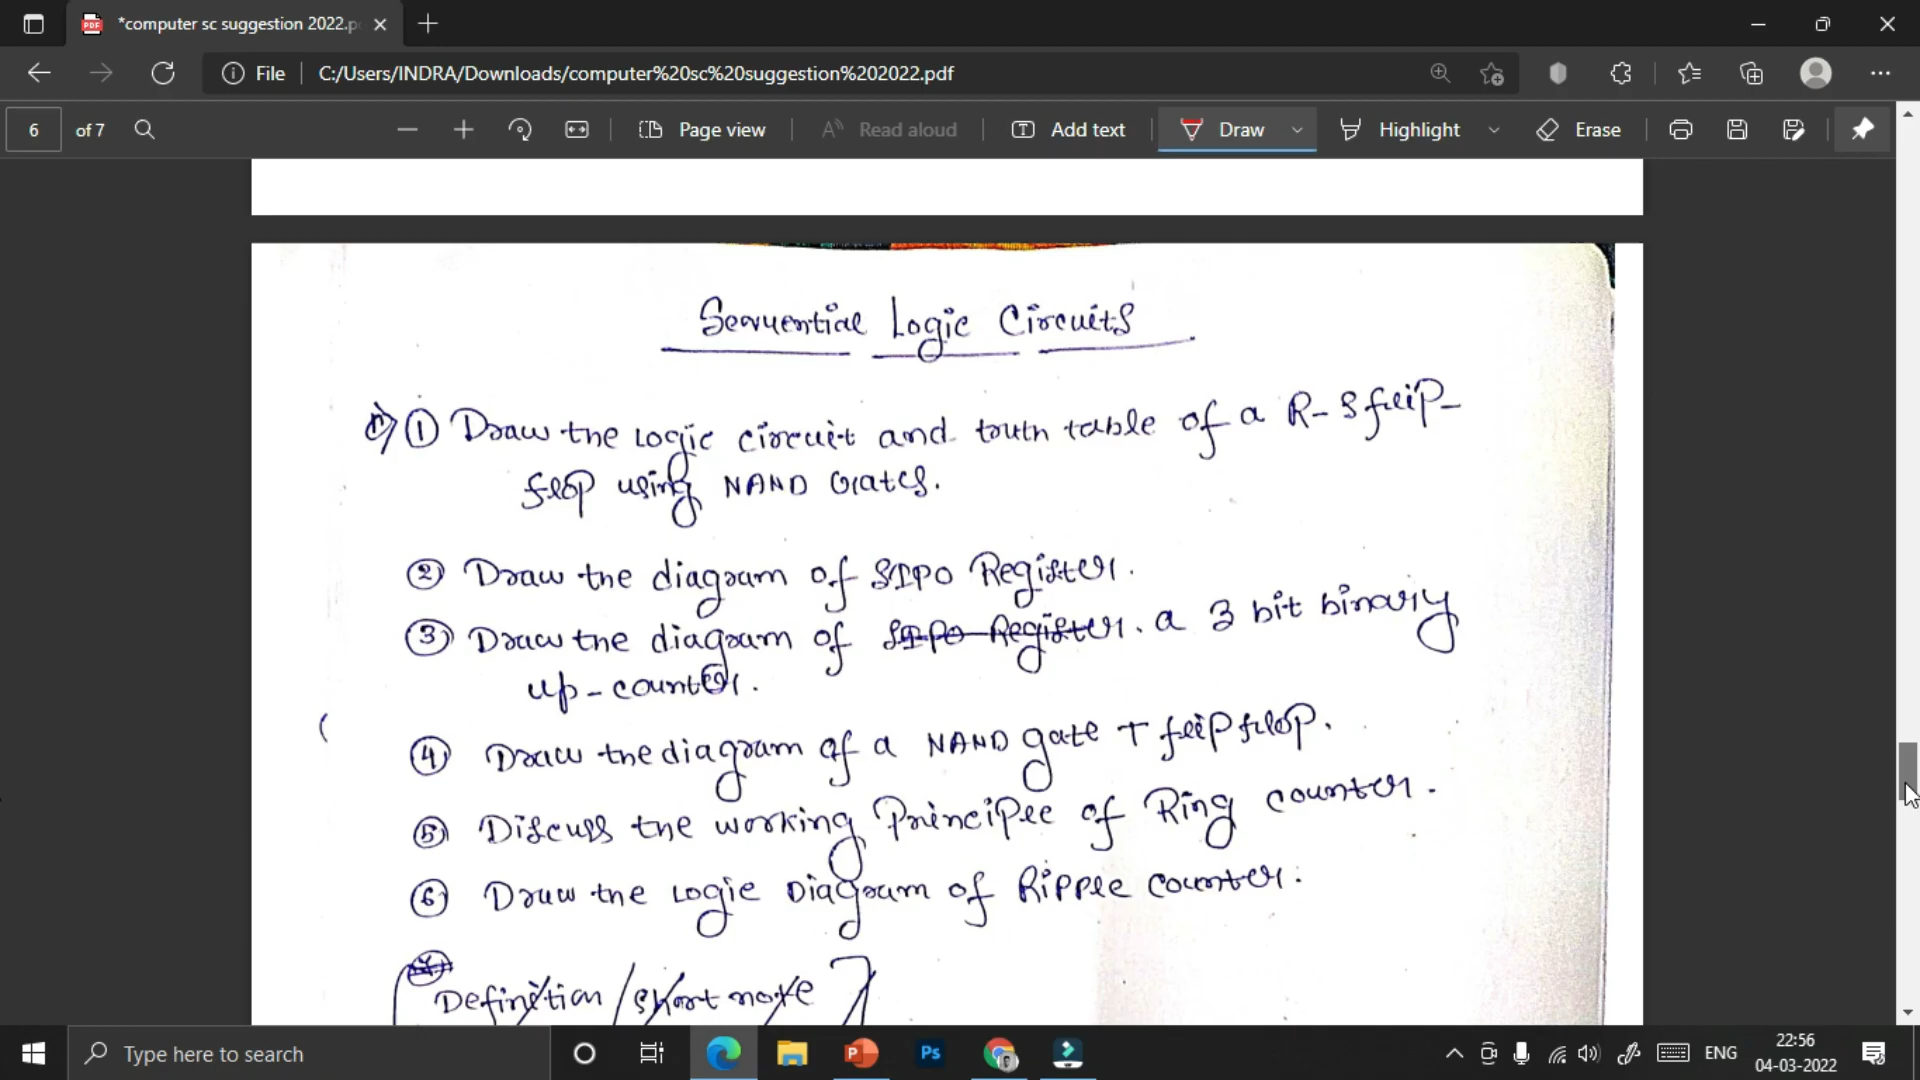 *computer sc suggestion 2022.p
File C:/Users/INDRA/Downloads/computer%20sc%20suggestion%202022.pdf
6 of 7 Page view Read aloud Add text Draw Highlight Erase
Sequential Logic Circuits
① Draw the Logic circuit and truth table of a R-S flip-
flop using NAND Gates.
② Draw the diagram of SIPO Register.
③ Draw the diagram of SIPO Register. a 3 bit binary
up-counter.
④ Draw the diagram of a NAND gate T flip flop.
⑤ Discuss the working Principle of Ring counter.
⑥ Draw the Logic Diagram of Ripple Counter.
Definition / short note
Type here to search
ENG
22:56
04-03-2022